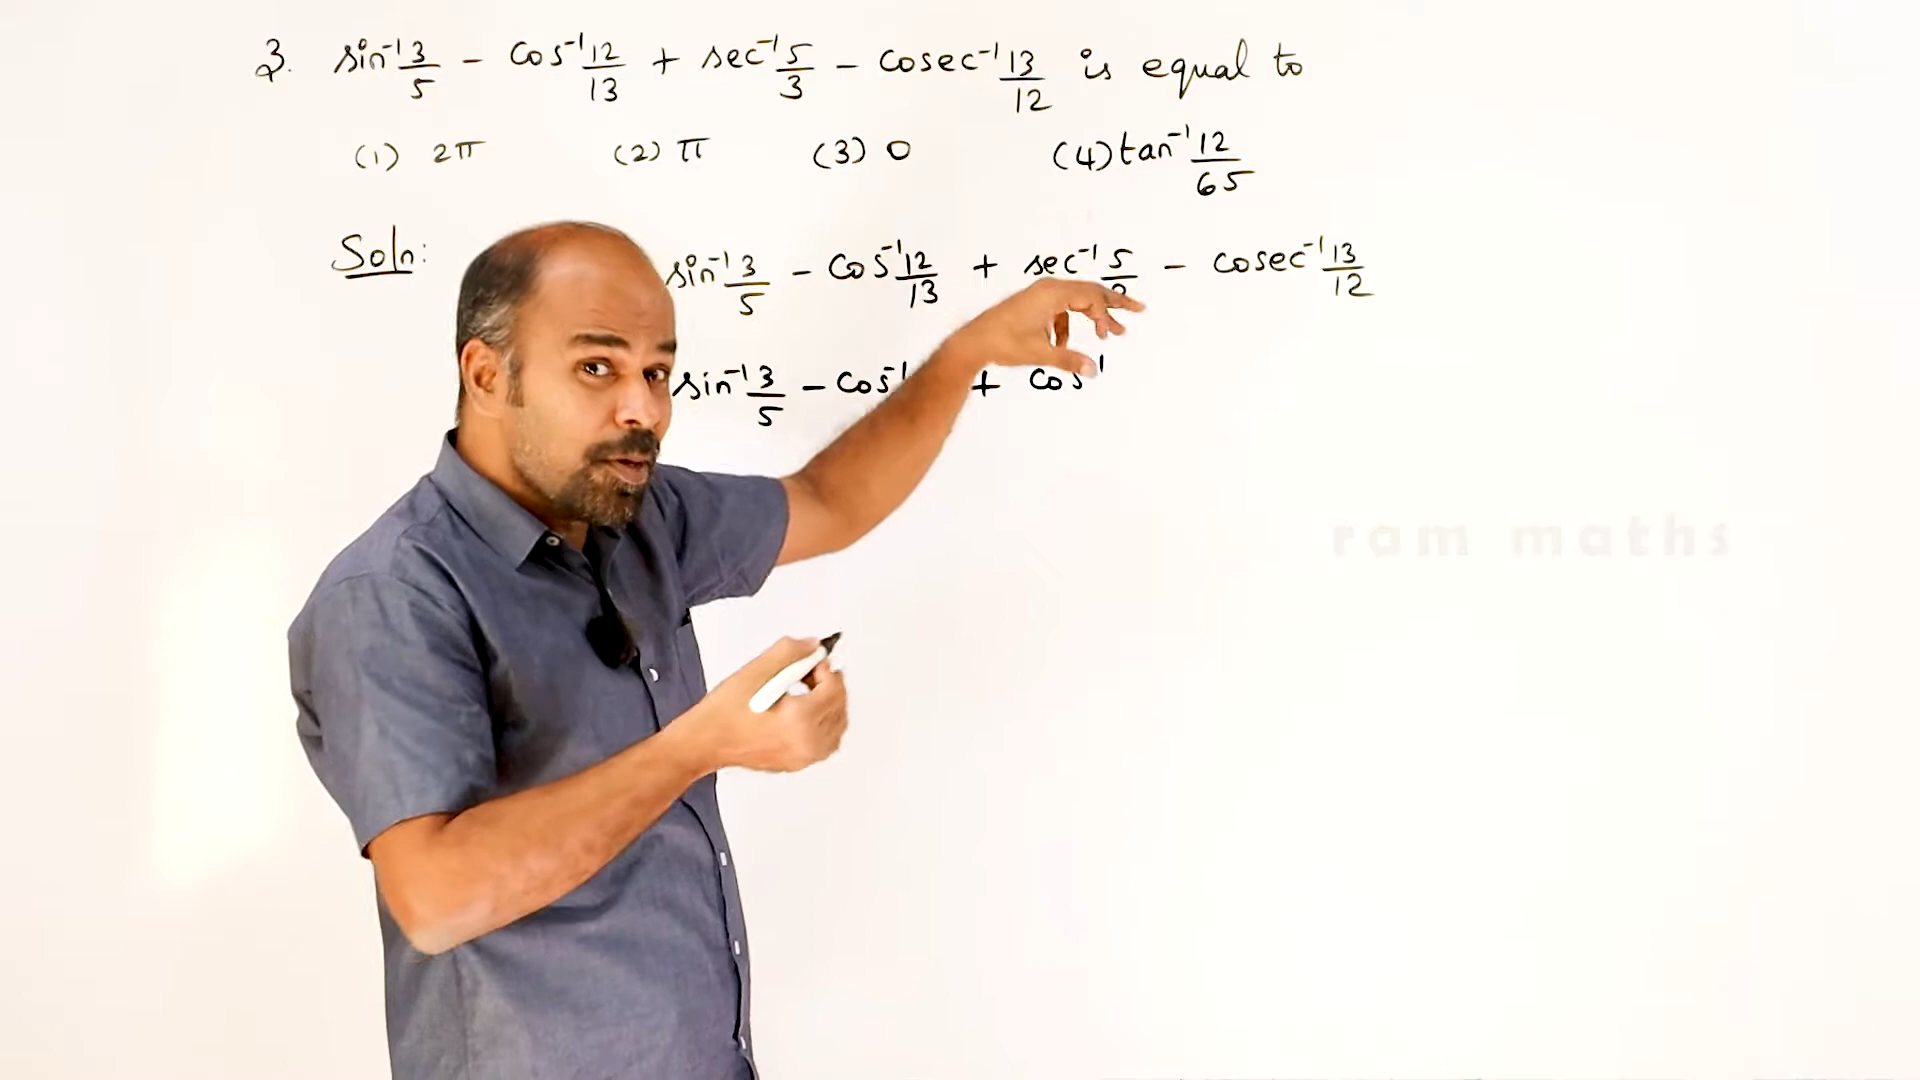 3. sin⁻¹ 3/5 - cos⁻¹ 12/13 + sec⁻¹ 5/3 - cosec⁻¹ 13/12 is equal to
(1) 2π (2) π (3) 0 (4) tan⁻¹ 12/65
Soln: sin⁻¹ 3/5 - cos⁻¹ 12/13 + sec⁻¹ 5/3 - cosec⁻¹ 13/12
sin⁻¹ 3/5 - cos⁻¹ + cos⁻¹
ram maths